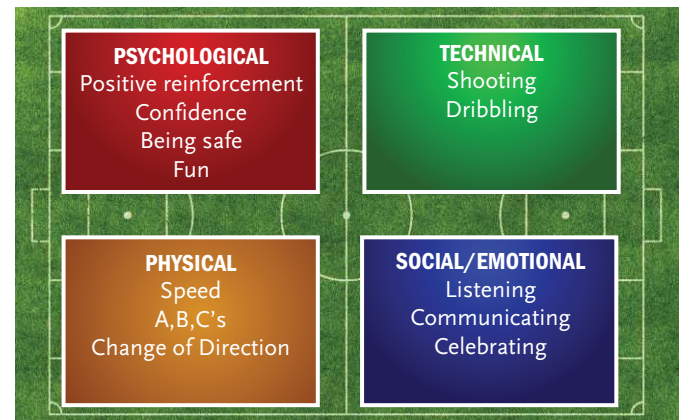 PSYCHOLOGICAL
Positive reinforcement
Confidence
Being safe
Fun
TECHNICAL
Shooting
Dribbling
PHYSICAL
Speed
A,B,C’s
Change of Direction
SOCIAL/EMOTIONAL
Listening
Communicating
Celebrating